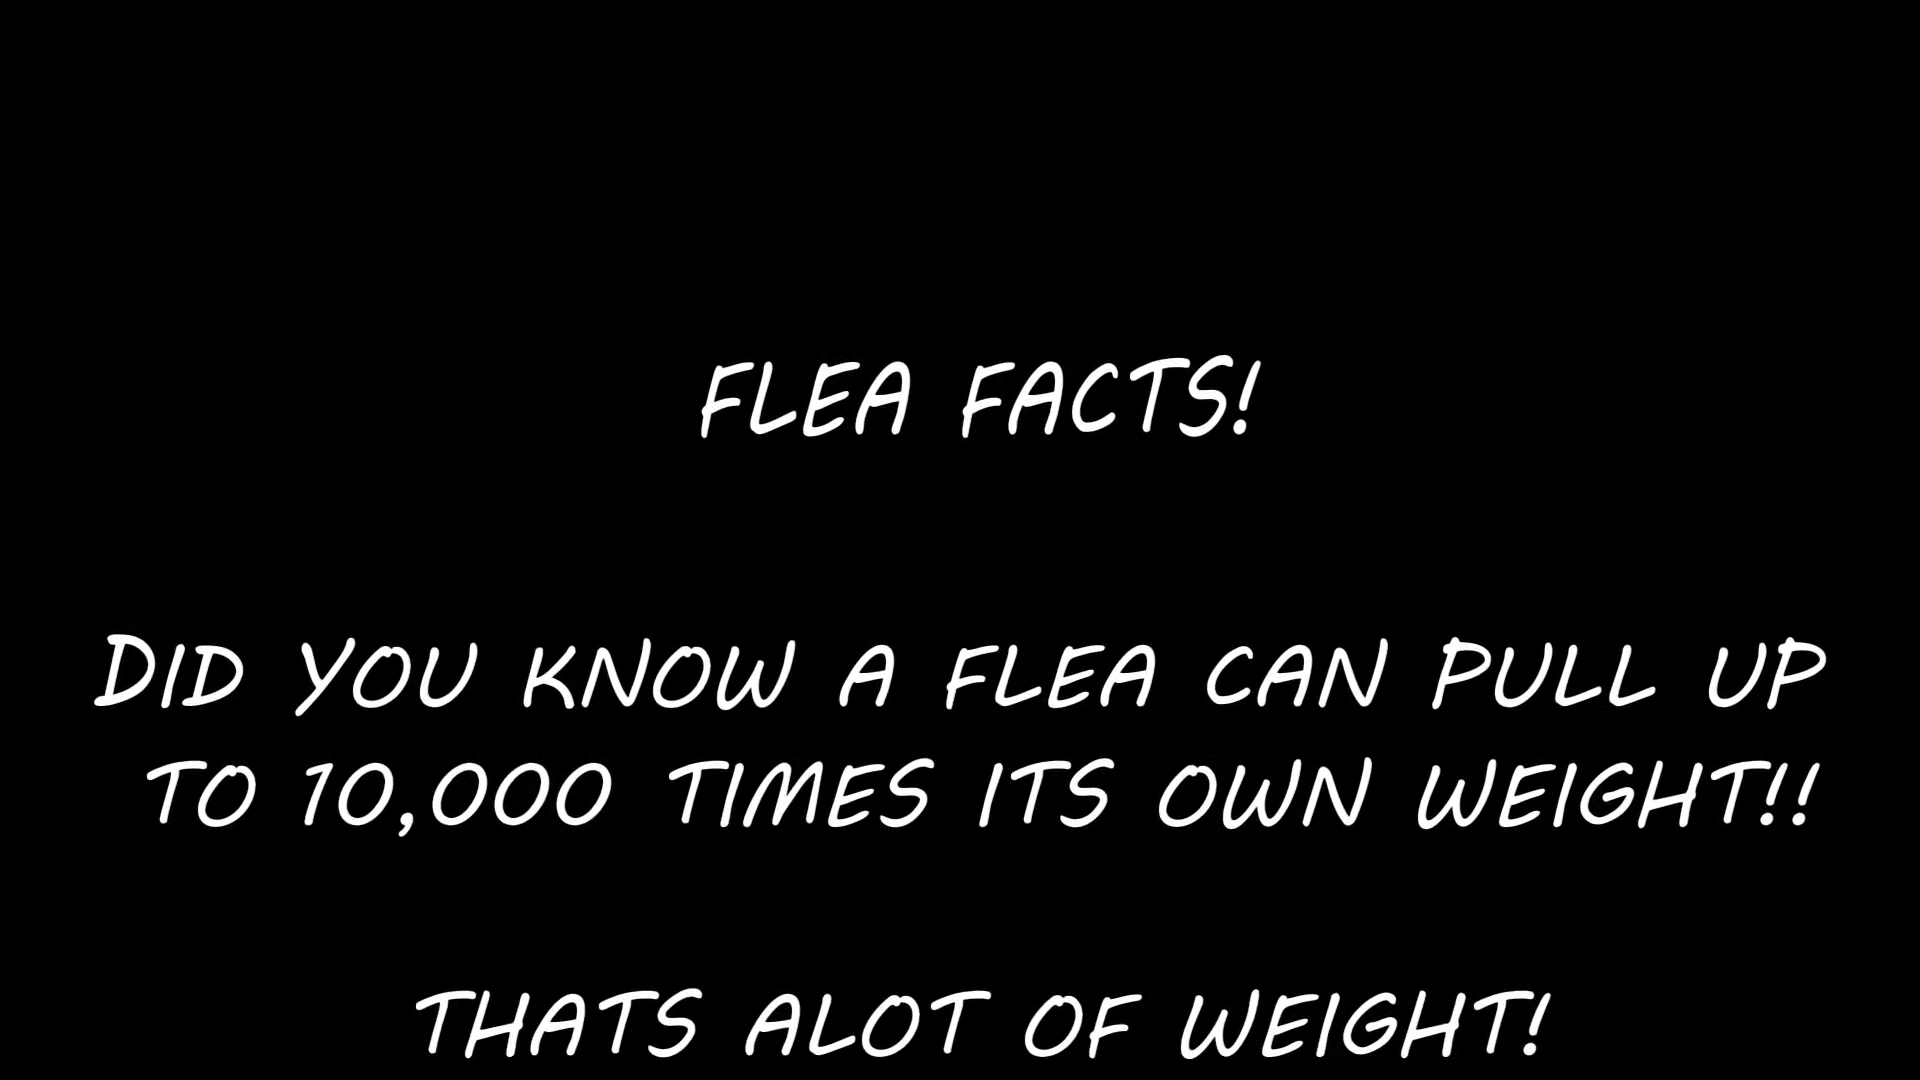 FLEA FACTS!
DID YOU KNOW A FLEA CAN PULL UP
TO 10,000 TIMES ITS OWN WEIGHT!!
THATS ALOT OF WEIGHT!